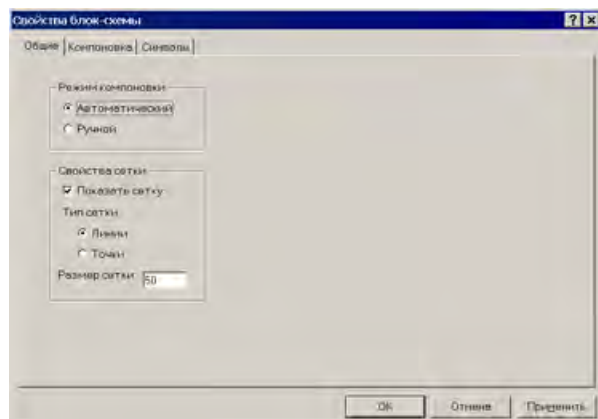 Свойства блок-схемы
Общие Компоновка Символы
Режим компоновки
Автоматический
Ручной
Свойства сетки
Показать сетку
Тип сетки
Линии
Точки
Размер сетки 50
OK Отмена Применить